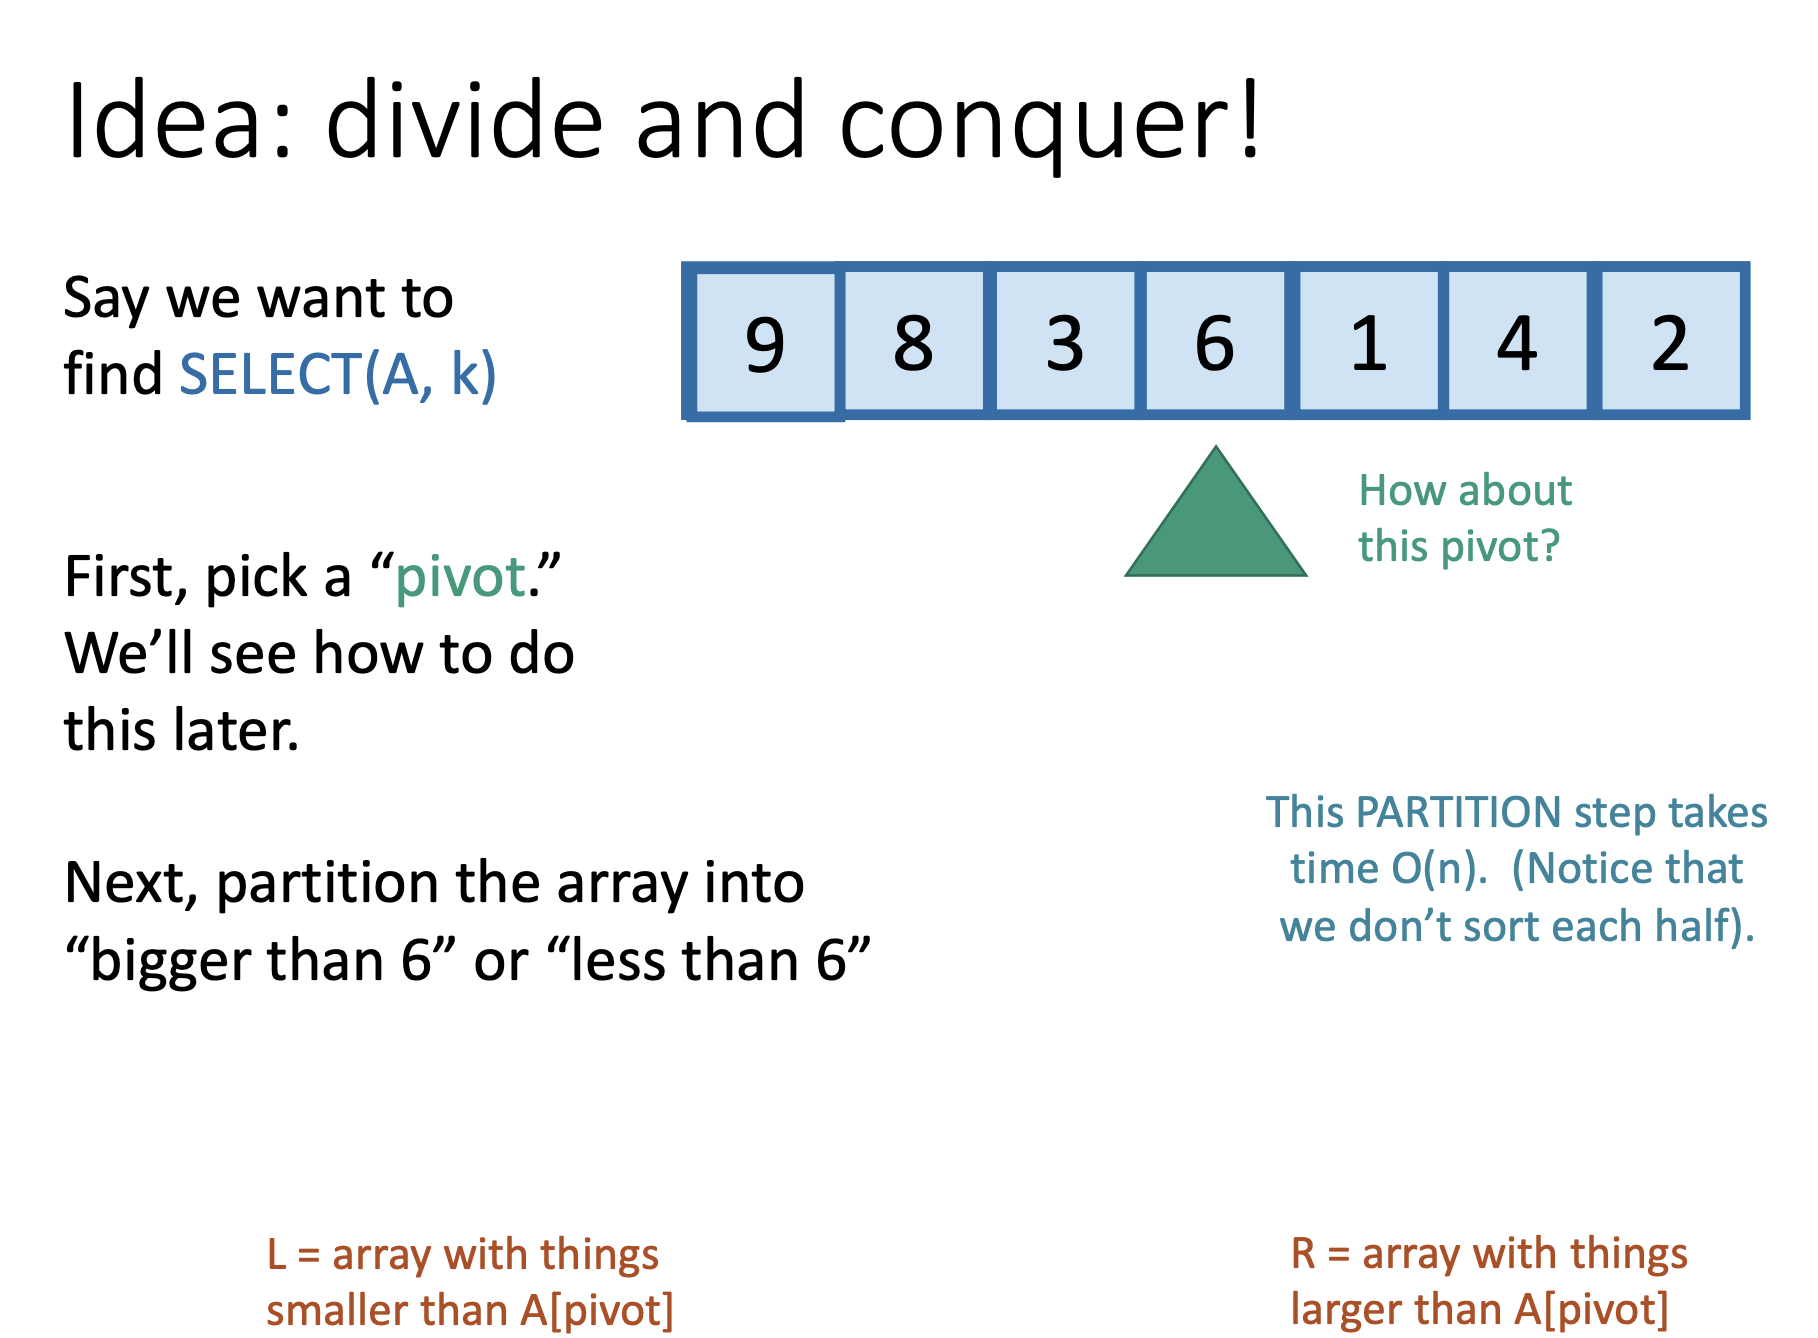 Idea: divide and conquer!
Say we want to
find SELECT(A, k)
9 8 3 6 1 4 2
How about
this pivot?
First, pick a “pivot.”
We’ll see how to do
this later.
This PARTITION step takes
time O(n).  (Notice that
we don’t sort each half).
Next, partition the array into
“bigger than 6” or “less than 6”
L = array with things
smaller than A[pivot]
R = array with things
larger than A[pivot]